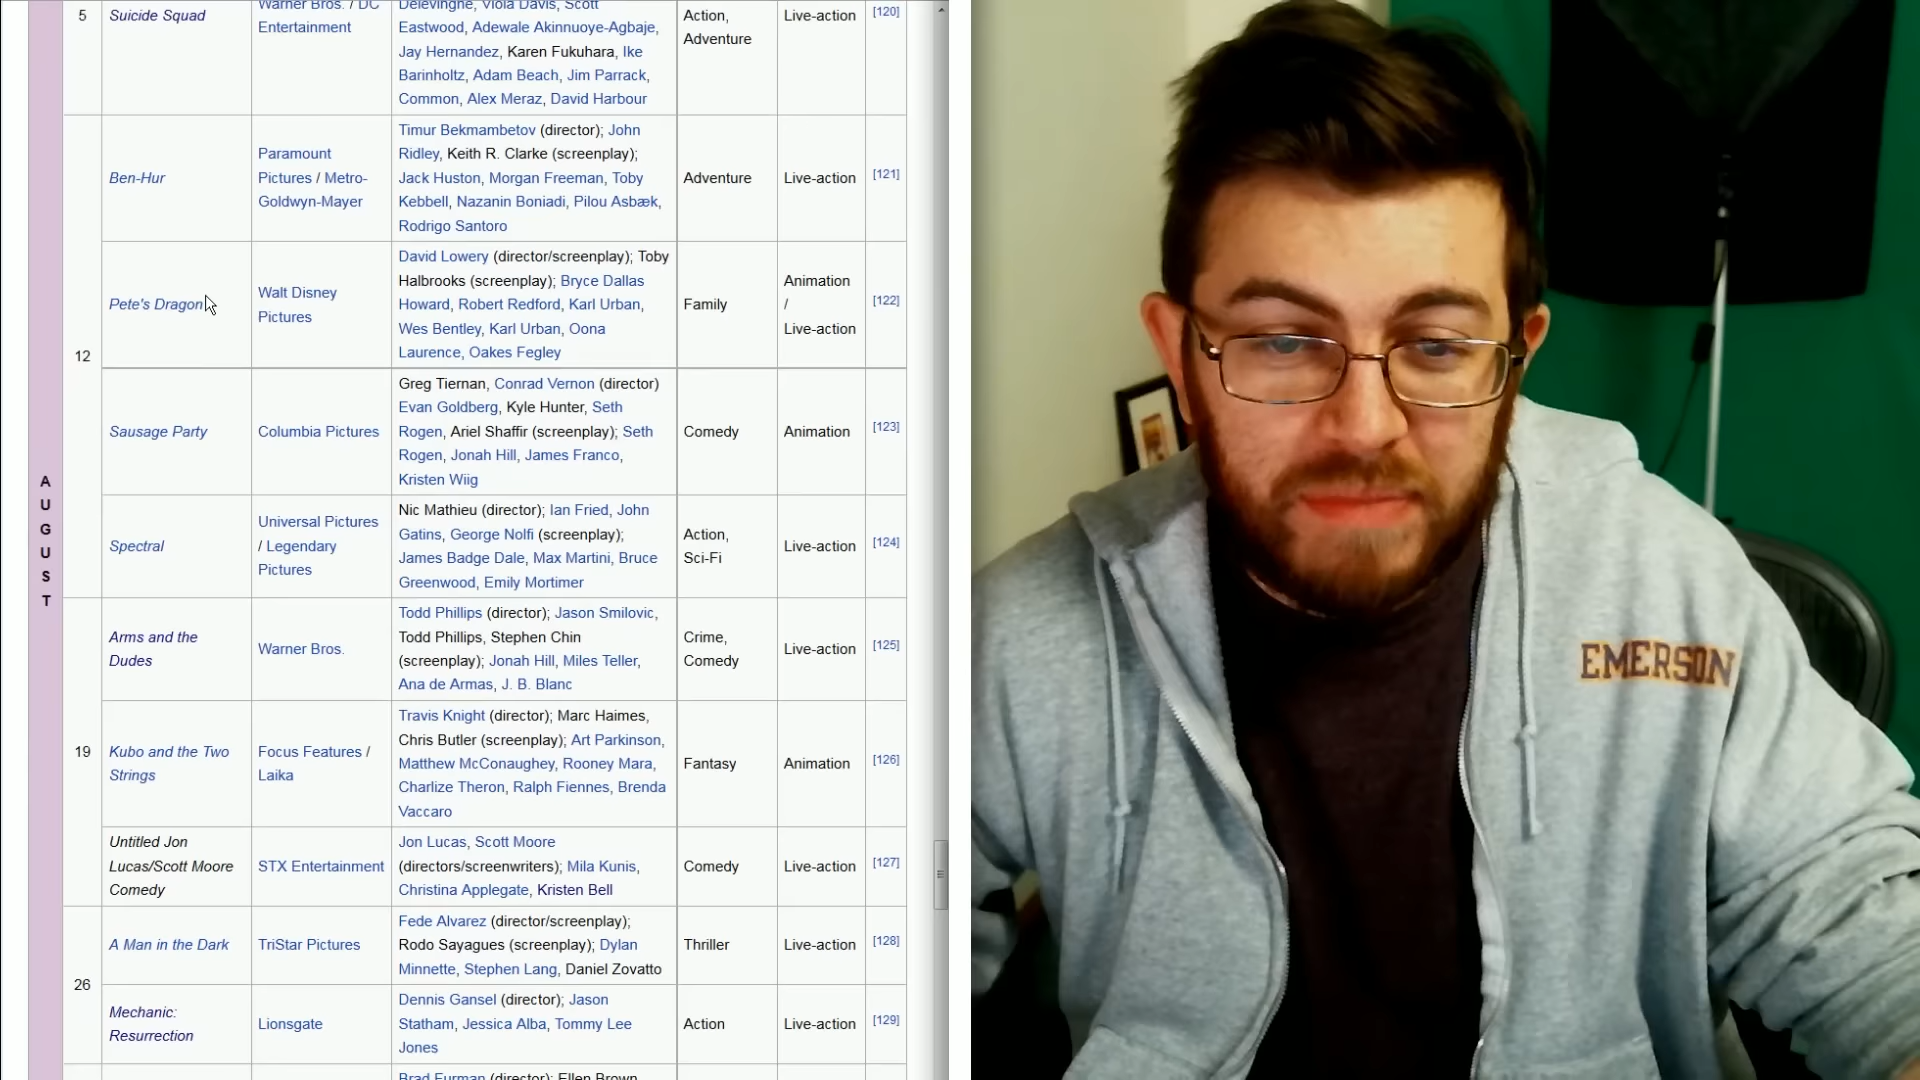 5
Suicide Squad
Warner Bros. / DC
Entertainment
Delevingne, Viola Davis, Scott
Eastwood, Adewale Akinnuoye-Agbaje,
Jay Hernandez, Karen Fukuhara, Ike
Barinholtz, Adam Beach, Jim Parrack,
Common, Alex Meraz, David Harbour
Action,
Adventure
Live-action
[120]
12
Ben-Hur
Paramount
Pictures / Metro-
Goldwyn-Mayer
Timur Bekmambetov (director); John
Ridley, Keith R. Clarke (screenplay);
Jack Huston, Morgan Freeman, Toby
Kebbell, Nazanin Boniadi, Pilou Asbæk,
Rodrigo Santoro
Adventure
Live-action
[121]
Pete's Dragon
Walt Disney
Pictures
David Lowery (director/screenplay); Toby
Halbrooks (screenplay); Bryce Dallas
Howard, Robert Redford, Karl Urban,
Wes Bentley, Karl Urban, Oona
Laurence, Oakes Fegley
Family
Animation
/
Live-action
[122]
Sausage Party
Columbia Pictures
Greg Tiernan, Conrad Vernon (director)
Evan Goldberg, Kyle Hunter, Seth
Rogen, Ariel Shaffir (screenplay); Seth
Rogen, Jonah Hill, James Franco,
Kristen Wiig
Comedy
Animation
[123]
Spectral
Universal Pictures
/ Legendary
Pictures
Nic Mathieu (director); Ian Fried, John
Gatins, George Nolfi (screenplay);
James Badge Dale, Max Martini, Bruce
Greenwood, Emily Mortimer
Action,
Sci-Fi
Live-action
[124]
A
U
G
U
S
T
19
Arms and the
Dudes
Warner Bros.
Todd Phillips (director); Jason Smilovic,
Todd Phillips, Stephen Chin
(screenplay); Jonah Hill, Miles Teller,
Ana de Armas, J. B. Blanc
Crime,
Comedy
Live-action
[125]
Kubo and the Two
Strings
Focus Features /
Laika
Travis Knight (director); Marc Haimes,
Chris Butler (screenplay); Art Parkinson,
Matthew McConaughey, Rooney Mara,
Charlize Theron, Ralph Fiennes, Brenda
Vaccaro
Fantasy
Animation
[126]
Untitled Jon
Lucas/Scott Moore
Comedy
STX Entertainment
Jon Lucas, Scott Moore
(directors/screenwriters); Mila Kunis,
Christina Applegate, Kristen Bell
Comedy
Live-action
[127]
26
A Man in the Dark
TriStar Pictures
Fede Alvarez (director/screenplay);
Rodo Sayagues (screenplay); Dylan
Minnette, Stephen Lang, Daniel Zovatto
Thriller
Live-action
[128]
Mechanic:
Resurrection
Lionsgate
Dennis Gansel (director); Jason
Statham, Jessica Alba, Tommy Lee
Jones
Action
Live-action
[129]
Brad Furman (director); Ellen Brown
EMERSON